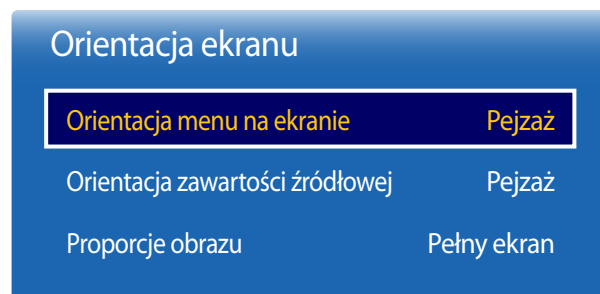 Orientacja ekranu
Orientacja menu na ekranie Pejzaż
Orientacja zawartości źródłowej Pejzaż
Proporcje obrazu Pełny ekran